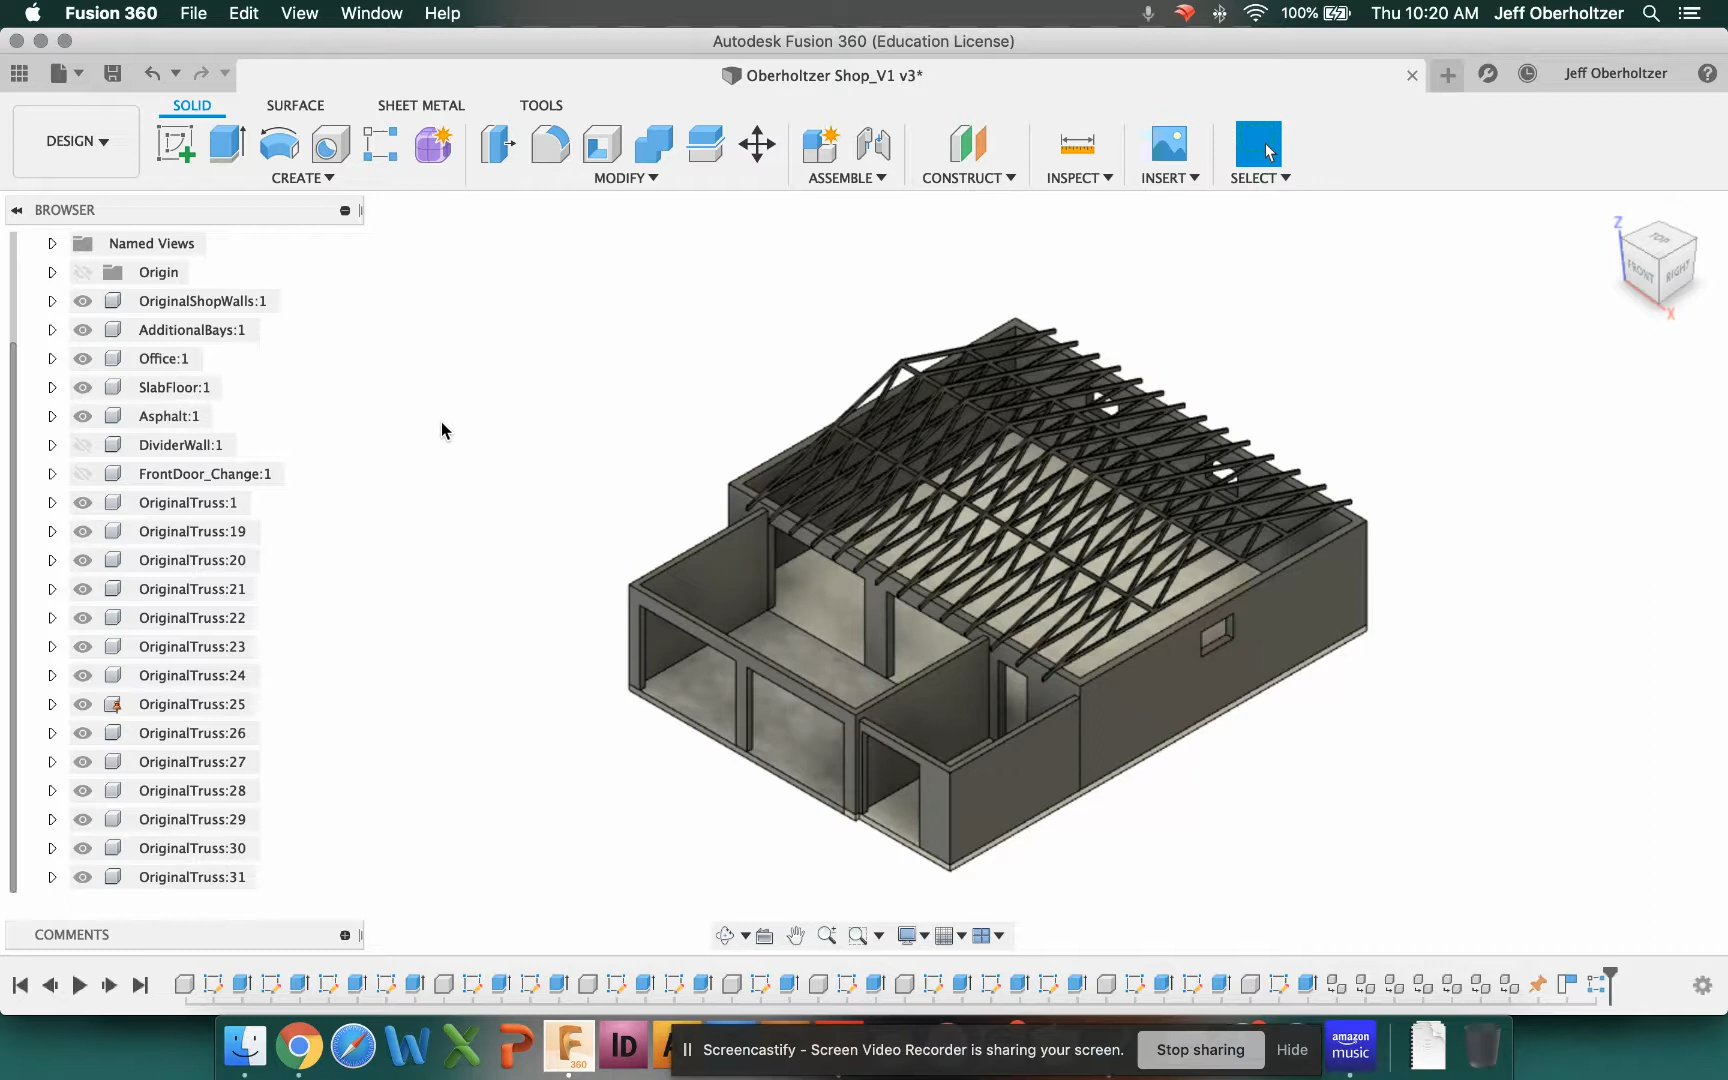 Fusion 360 File Edit View Window Help 100% Thu 10:20 AM Jeff Oberholtzer
Autodesk Fusion 360 (Education License)
Oberholtzer Shop_V1 v3* Jeff Oberholtzer
SOLID SURFACE SHEET METAL TOOLS
DESIGN
CREATE MODIFY ASSEMBLE CONSTRUCT INSPECT INSERT SELECT
BROWSER
Named Views
Origin
OriginalShopWalls:1
AdditionalBays:1
Office:1
SlabFloor:1
Asphalt:1
DividerWall:1
FrontDoor_Change:1
OriginalTruss:1
OriginalTruss:19
OriginalTruss:20
OriginalTruss:21
OriginalTruss:22
OriginalTruss:23
OriginalTruss:24
OriginalTruss:25
OriginalTruss:26
OriginalTruss:27
OriginalTruss:28
OriginalTruss:29
OriginalTruss:30
OriginalTruss:31
Z
TOP
FRONT RIGHT
X
COMMENTS
W X P F 360 ID A
Screencastify - Screen Video Recorder is sharing your screen. Stop sharing Hide
amazon
music